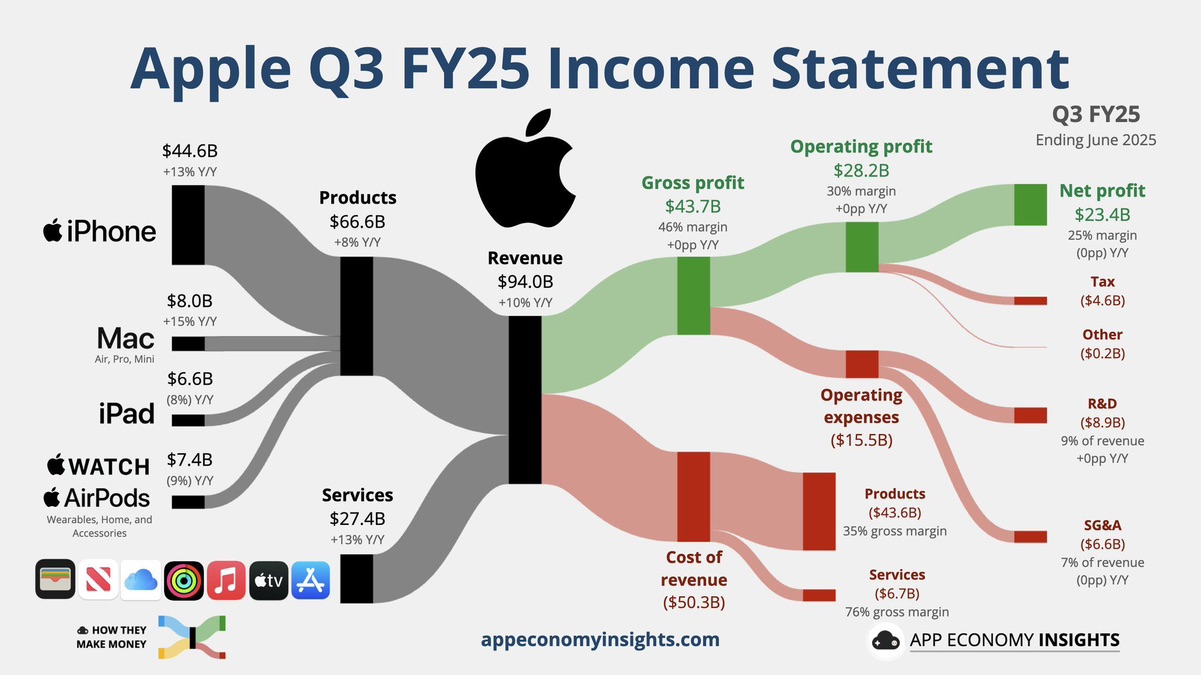 Apple Q3 FY25 Income Statement
Q3 FY25
Ending June 2025
$44.6B
+13% Y/Y
iPhone
$8.0B
+15% Y/Y
Mac
Air, Pro, Mini
$6.6B
(8%) Y/Y
iPad
$7.4B
(9%) Y/Y
WATCH
AirPods
Wearables, Home, and
Accessories
Products
$66.6B
+8% Y/Y
Services
$27.4B
+13% Y/Y
tv
Revenue
$94.0B
+10% Y/Y
Gross profit
$43.7B
46% margin
+0pp Y/Y
Cost of
revenue
($50.3B)
Operating profit
$28.2B
30% margin
+0pp Y/Y
Operating
expenses
($15.5B)
Products
($43.6B)
35% gross margin
Services
($6.7B)
76% gross margin
Net profit
$23.4B
25% margin
(0pp) Y/Y
Tax
($4.6B)
Other
($0.2B)
R&D
($8.9B)
9% of revenue
+0pp Y/Y
SG&A
($6.6B)
7% of revenue
(0pp) Y/Y
HOW THEY
MAKE MONEY
appeconomyinsights.com
APP ECONOMY INSIGHTS